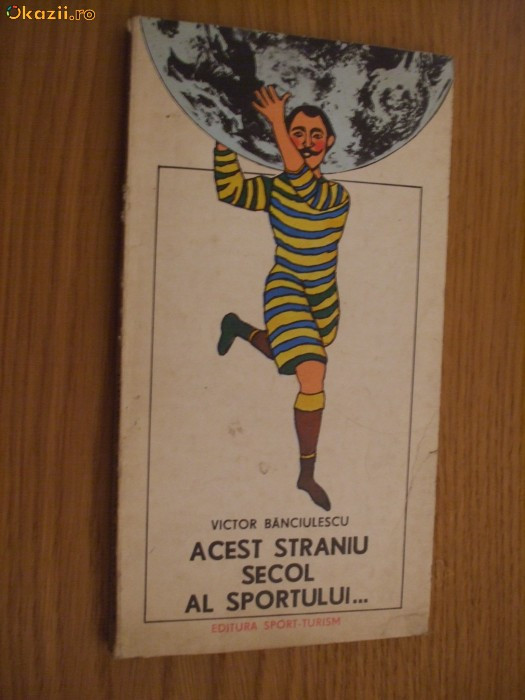 Okazii.ro
VICTOR BĂNCIULESCU
ACEST STRANIU
SECOL
AL SPORTULUI...
EDITURA SPORT-TURISM